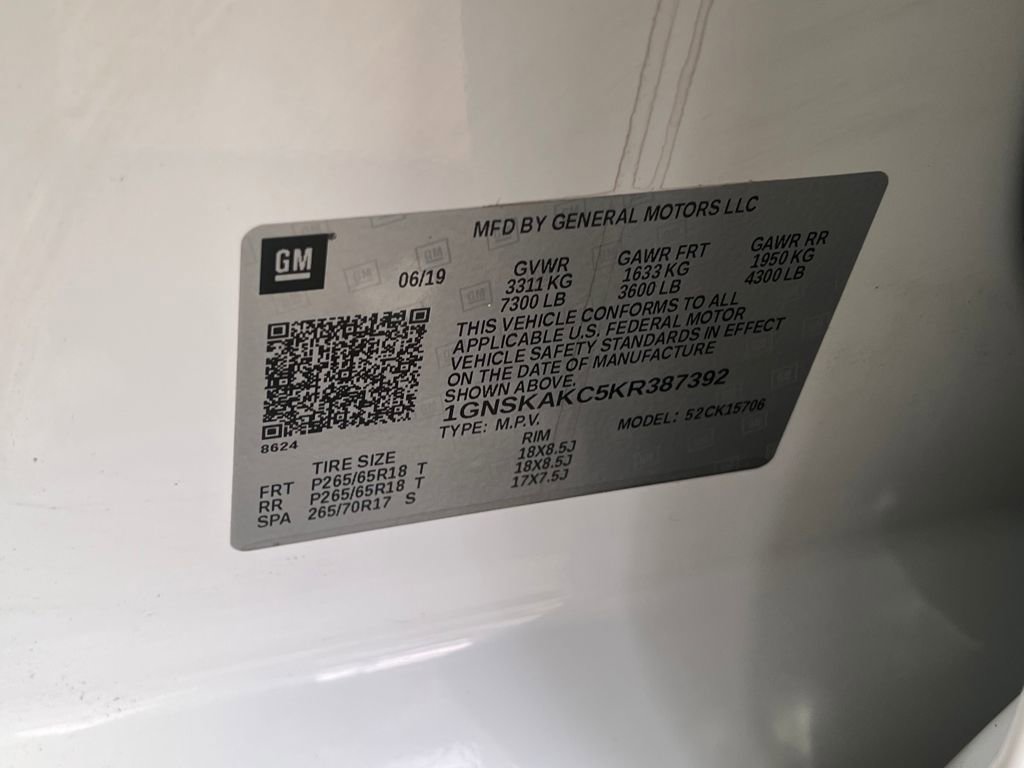 MFD BY GENERAL MOTORS LLC
GM
06/19
GVWR GAWR FRT GAWR RR
3311 KG 1633 KG 1950 KG
7300 LB 3600 LB 4300 LB
THIS VEHICLE CONFORMS TO ALL
APPLICABLE U.S. FEDERAL MOTOR
VEHICLE SAFETY STANDARDS IN EFFECT
ON THE DATE OF MANUFACTURE
SHOWN ABOVE.
1GNSKAKC5KR387392
TYPE: M.P.V. MODEL: 52CK15706
8624
TIRE SIZE RIM
FRT P265/65R18 T 18X8.5J
RR P265/65R18 T 18X8.5J
SPA 265/70R17 S 17X7.5J